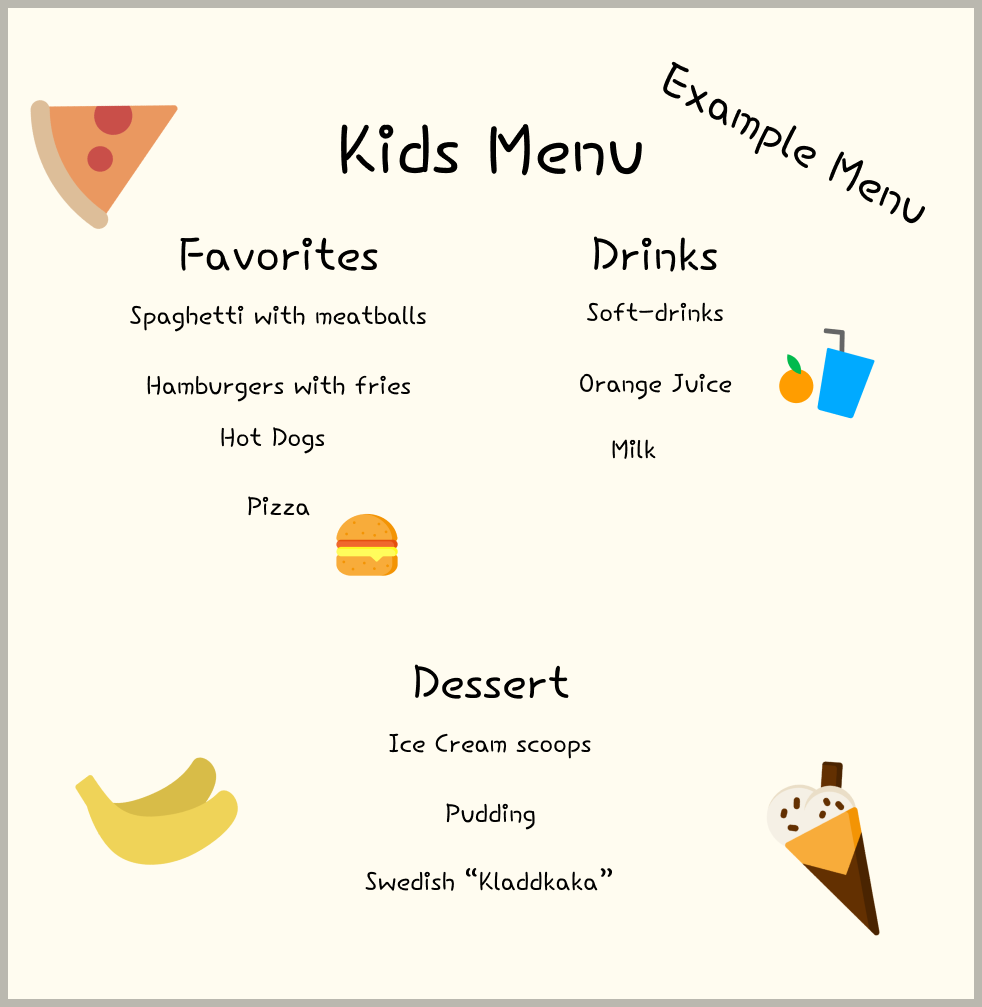 Example Menu
Kids Menu
Favorites
Spaghetti with meatballs
Hamburgers with fries
Hot Dogs
Pizza
Drinks
Soft-drinks
Orange Juice
Milk
Dessert
Ice Cream scoops
Pudding
Swedish “Kladdkaka”